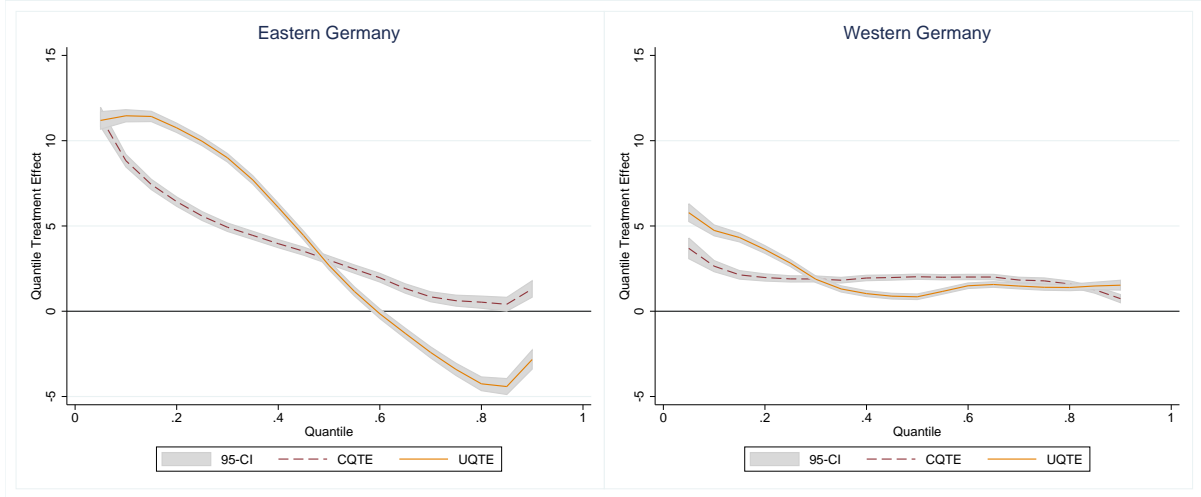 Eastern Germany
Quantile Treatment Effect
15
10
5
0
-5
0 .2 .4 .6 .8 1
Quantile
95-CI CQTE UQTE
Western Germany
Quantile Treatment Effect
15
10
5
0
-5
0 .2 .4 .6 .8 1
Quantile
95-CI CQTE UQTE